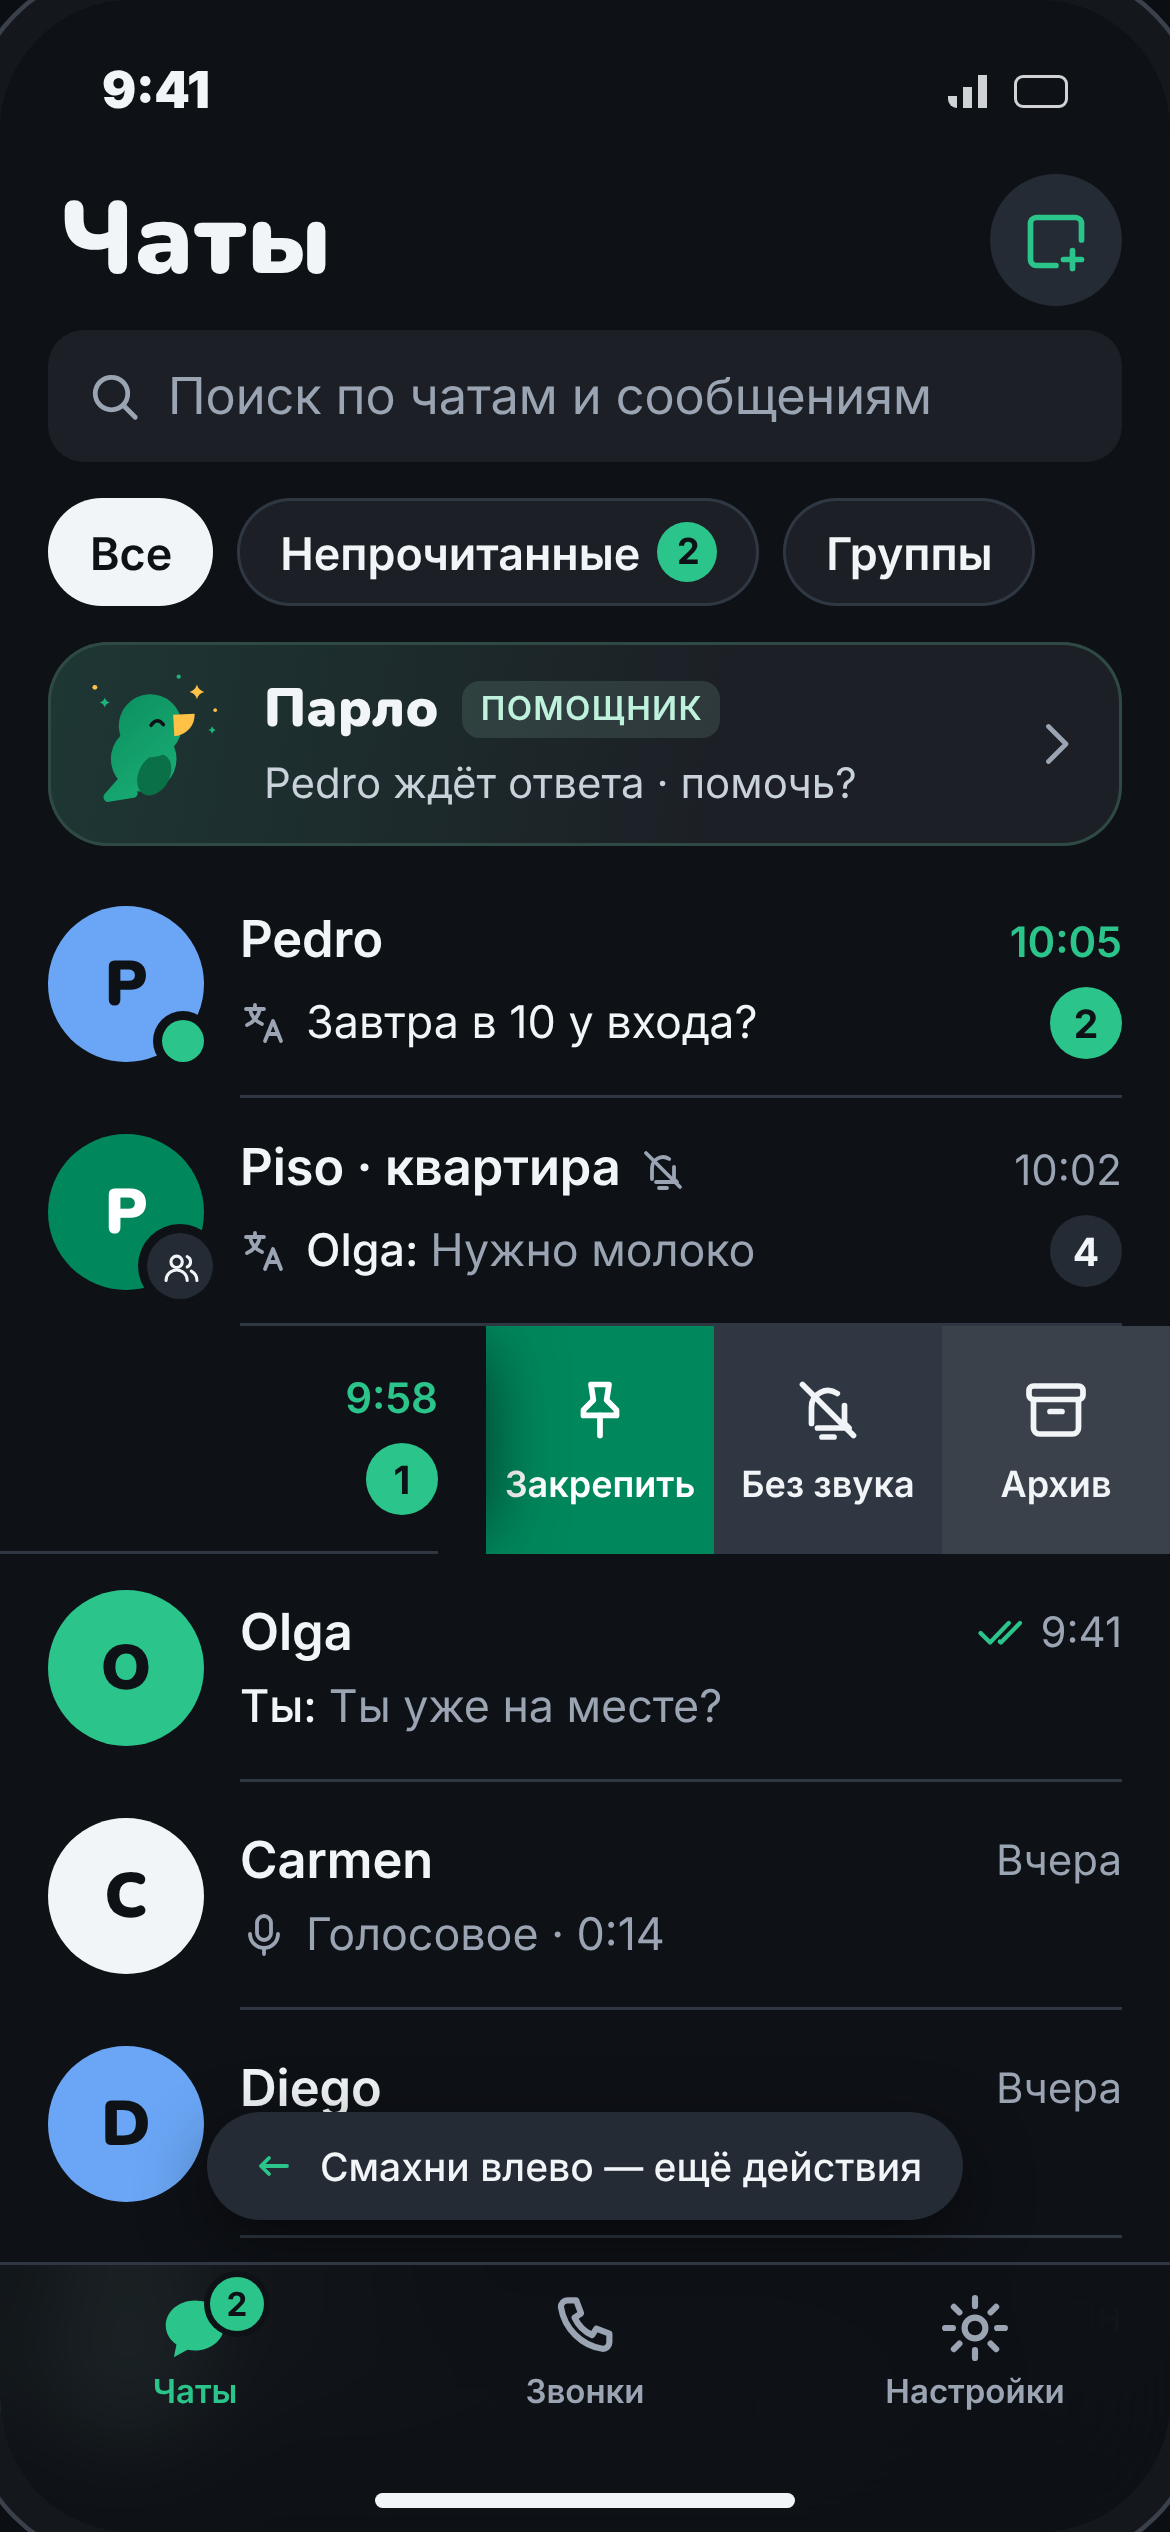 9:41
Чаты
Поиск по чатам и сообщениям
Все
Непрочитанные 2
Группы
Парло помощник
Pedro ждёт ответа · помочь?
P
Pedro 10:05
Завтра в 10 у входа? 2
P
Piso · квартира 10:02
Olga: Нужно молоко 4
9:58
1
Закрепить
Без звука
Архив
O
Olga 9:41
Ты: Ты уже на месте?
C
Carmen Вчера
Голосовое · 0:14
D
Diego Вчера
← Смахни влево — ещё действия
2
Чаты
Звонки
Настройки